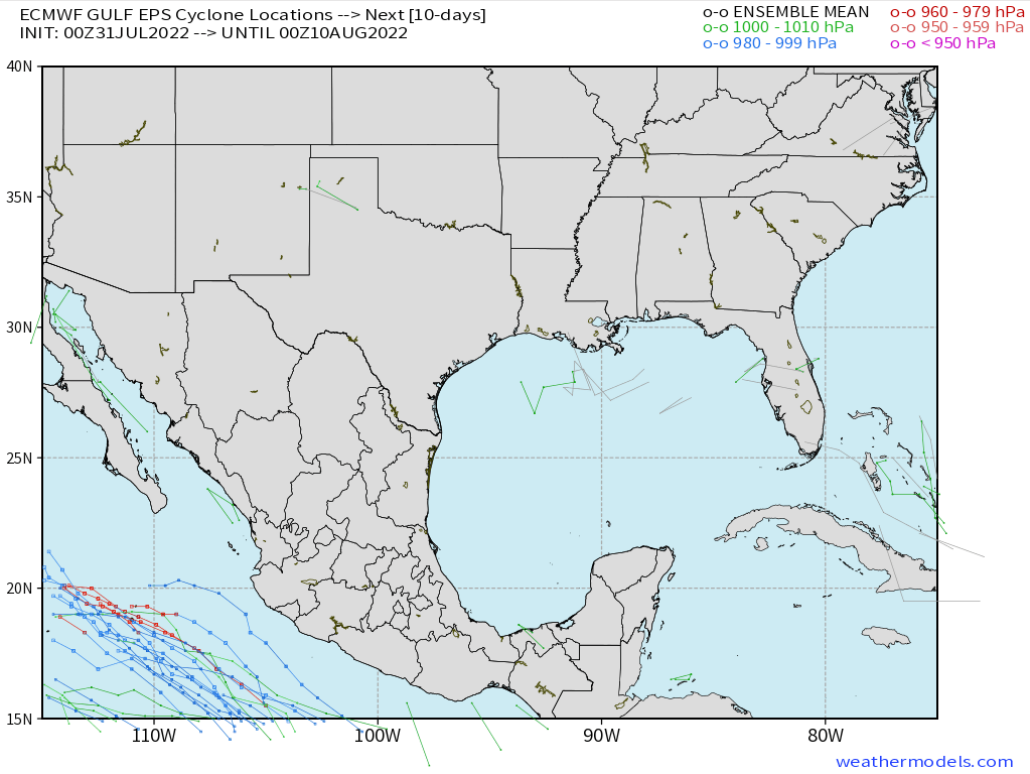 ECMWF GULF EPS Cyclone Locations --> Next [10-days]
INIT: 00Z31JUL2022 --> UNTIL 00Z10AUG2022
o-o ENSEMBLE MEAN
o-o 1000 - 1010 hPa
o-o 980 - 999 hPa
o-o 960 - 979 hPa
o-o 950 - 959 hPa
o-o < 950 hPa
40N
35N
30N
25N
20N
15N
110W 100W 90W 80W
weathermodels.com